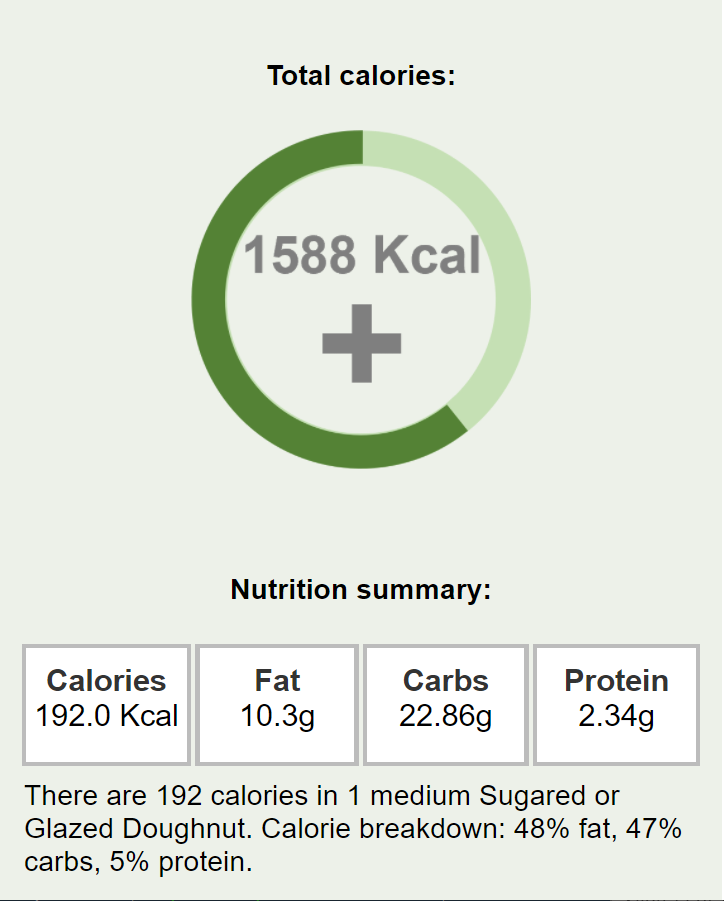 Total calories:
1588 Kcal
+
Nutrition summary:
Calories Fat Carbs Protein
192.0 Kcal 10.3g 22.86g 2.34g
There are 192 calories in 1 medium Sugared or
Glazed Doughnut. Calorie breakdown: 48% fat, 47%
carbs, 5% protein.